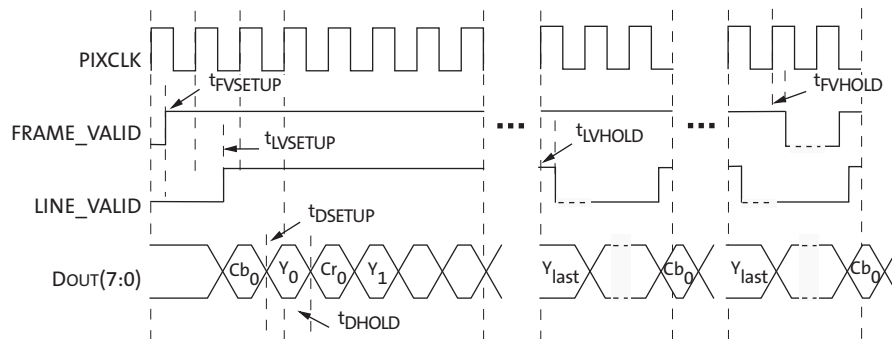 PIXCLK
tFVSETUP
tFVHOLD
FRAME_VALID
... ...
tLVSETUP
tLVHOLD
LINE_VALID
tDSETUP
DOUT(7:0)
Cb0 Y0 Cr0 Y1 Ylast Cb0 Ylast Cb0
tDHOLD